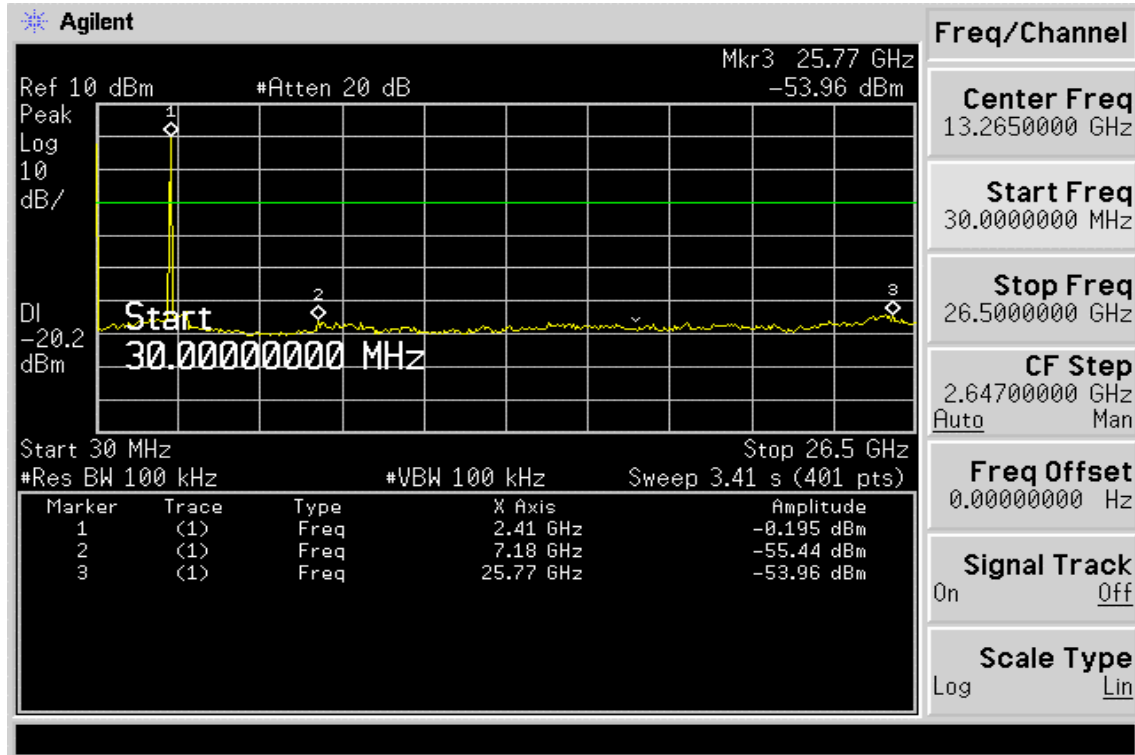 Agilent
Freq/Channel
Mkr3 25.77 GHz
Ref 10 dBm #Atten 20 dB -53.96 dBm
Peak
Log
10
dB/
1
2
3
DI
-20.2
dBm
Start
30.00000000 MHz
Start 30 MHz Stop 26.5 GHz
#Res BW 100 kHz #VBW 100 kHz Sweep 3.41 s (401 pts)
Marker Trace Type X Axis Amplitude
1 (1) Freq 2.41 GHz -0.195 dBm
2 (1) Freq 7.18 GHz -55.44 dBm
3 (1) Freq 25.77 GHz -53.96 dBm
Center Freq
13.2650000 GHz
Start Freq
30.0000000 MHz
Stop Freq
26.5000000 GHz
CF Step
2.64700000 GHz
Auto Man
Freq Offset
0.00000000 Hz
Signal Track
On Off
Scale Type
Log Lin